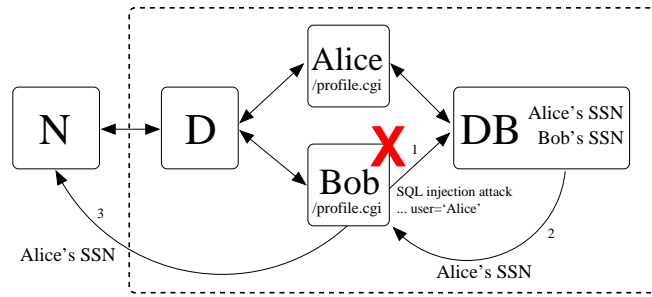 Alice
/profile.cgi
N
D
DB
Alice's SSN
Bob's SSN
X
1
Bob
/profile.cgi
SQL injection attack
... user=‘Alice’
3
2
Alice's SSN
Alice's SSN